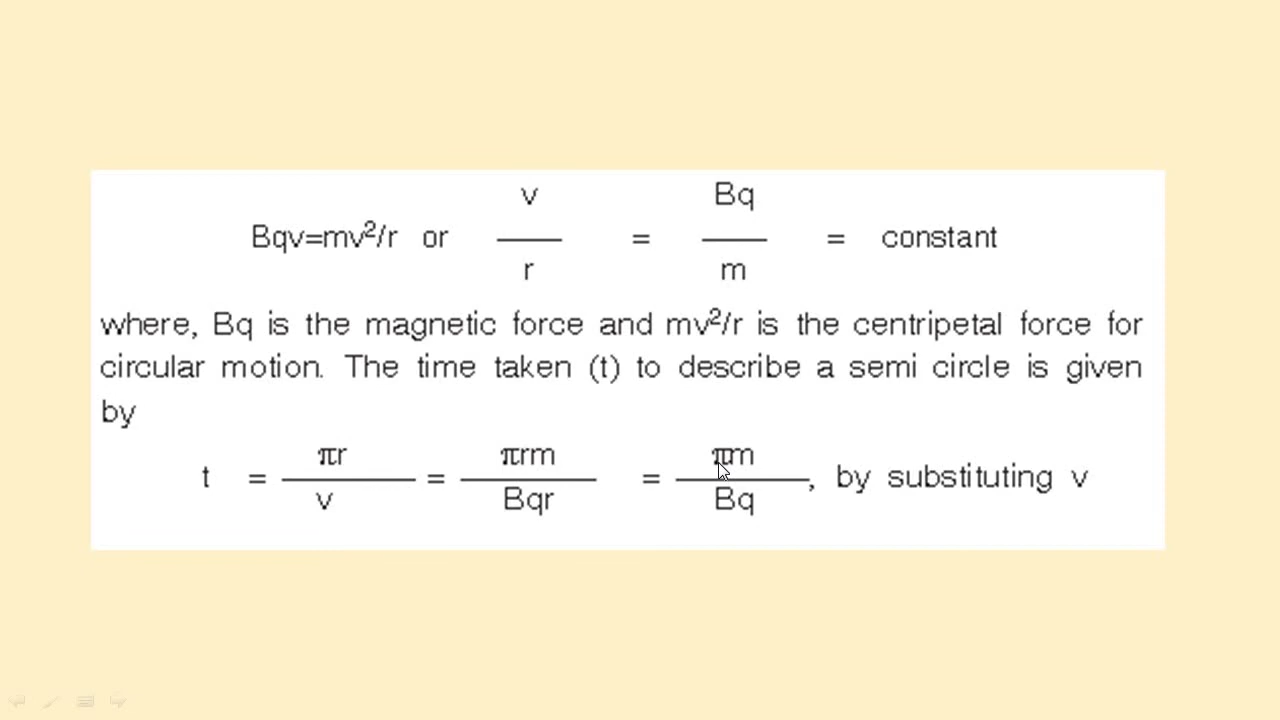 Bqv=mv²/r or v/r = Bq/m = constant
where, Bq is the magnetic force and mv²/r is the centripetal force for
circular motion. The time taken (t) to describe a semi circle is given
by
t = πr/v = πrm/Bqr = πm/Bq, by substituting v